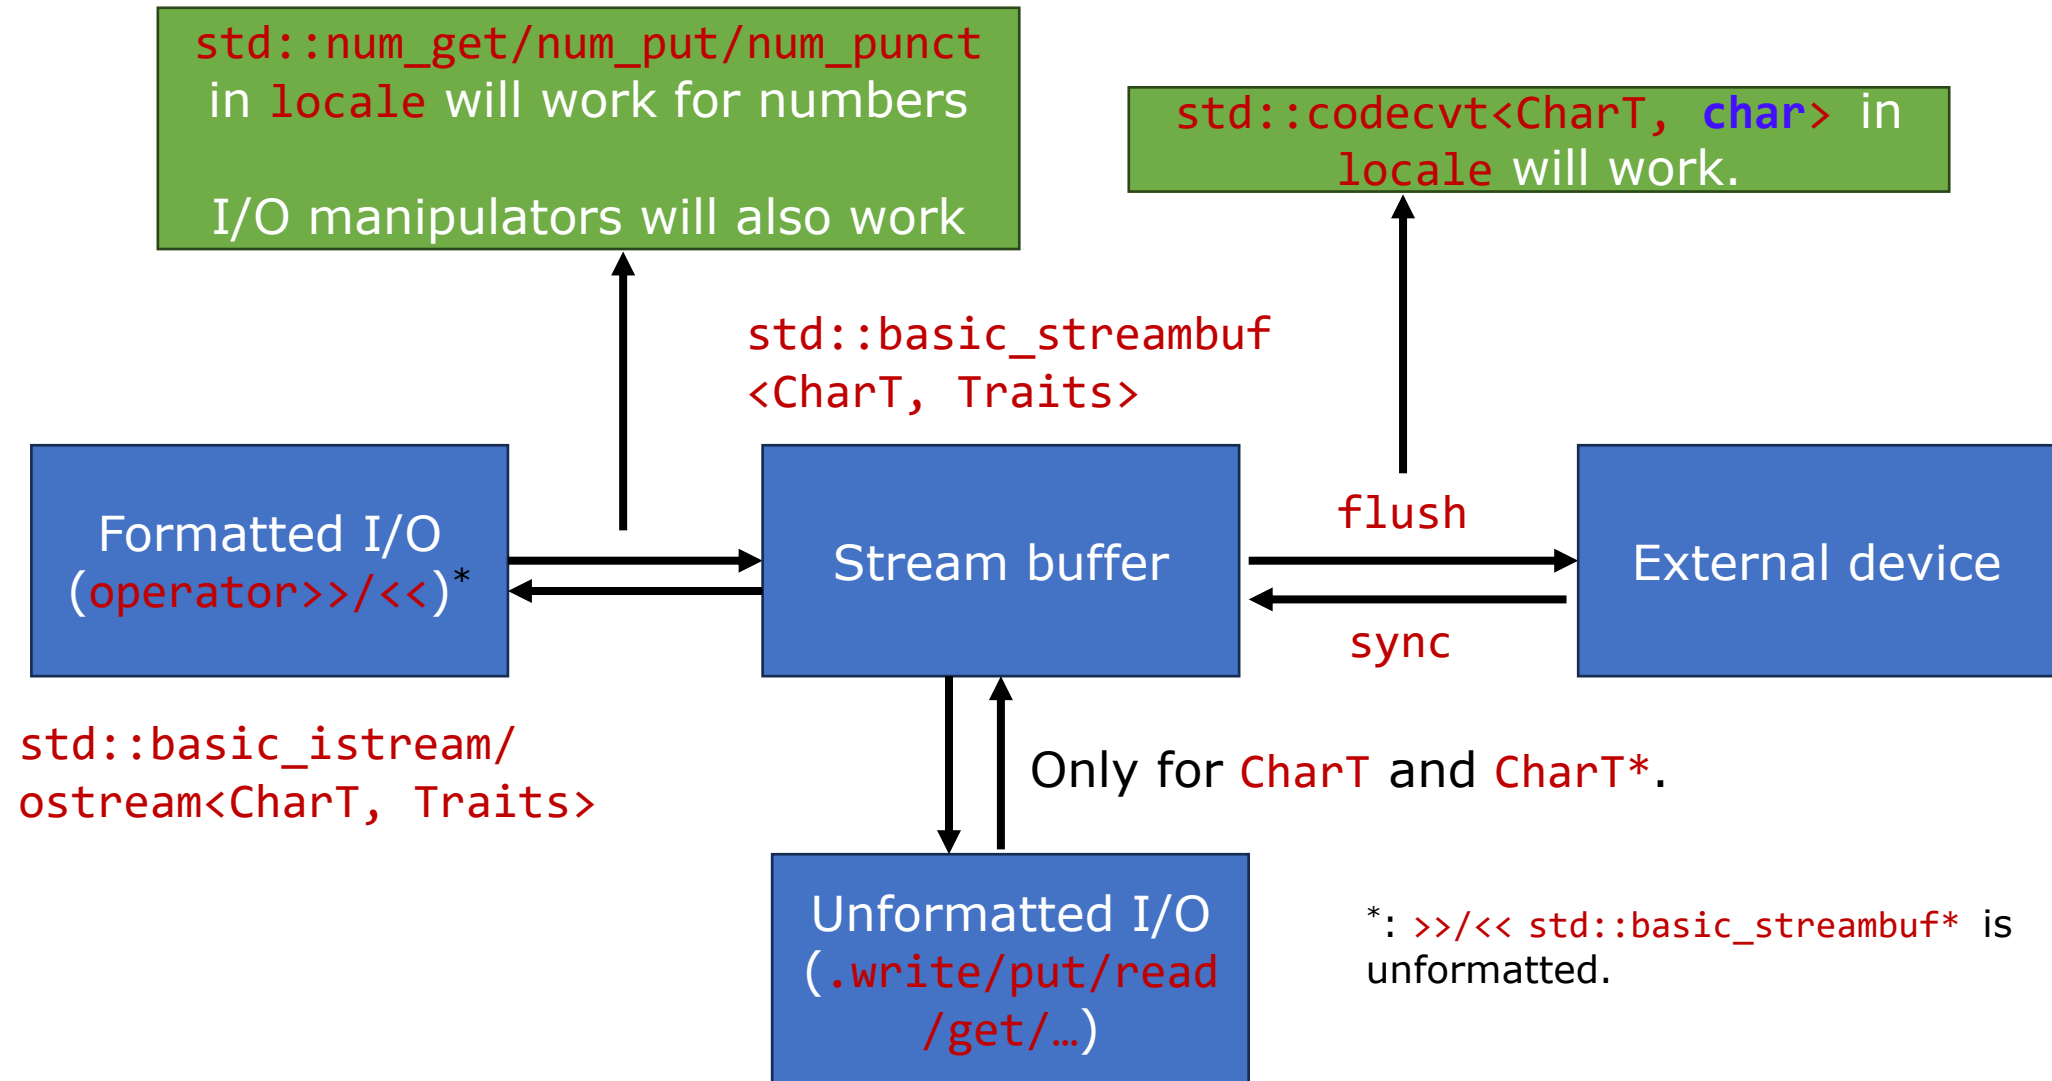 std::num_get/num_put/num_punct
in locale will work for numbers
I/O manipulators will also work
std::codecvt<CharT, char> in
locale will work.
std::basic_streambuf
<CharT, Traits>
Formatted I/O
(operator>>/<<)*
Stream buffer
flush
sync
External device
std::basic_istream/
ostream<CharT, Traits>
Only for CharT and CharT*.
Unformatted I/O
(.write/put/read
/get/…)
*: >>/<< std::basic_streambuf* is
unformatted.